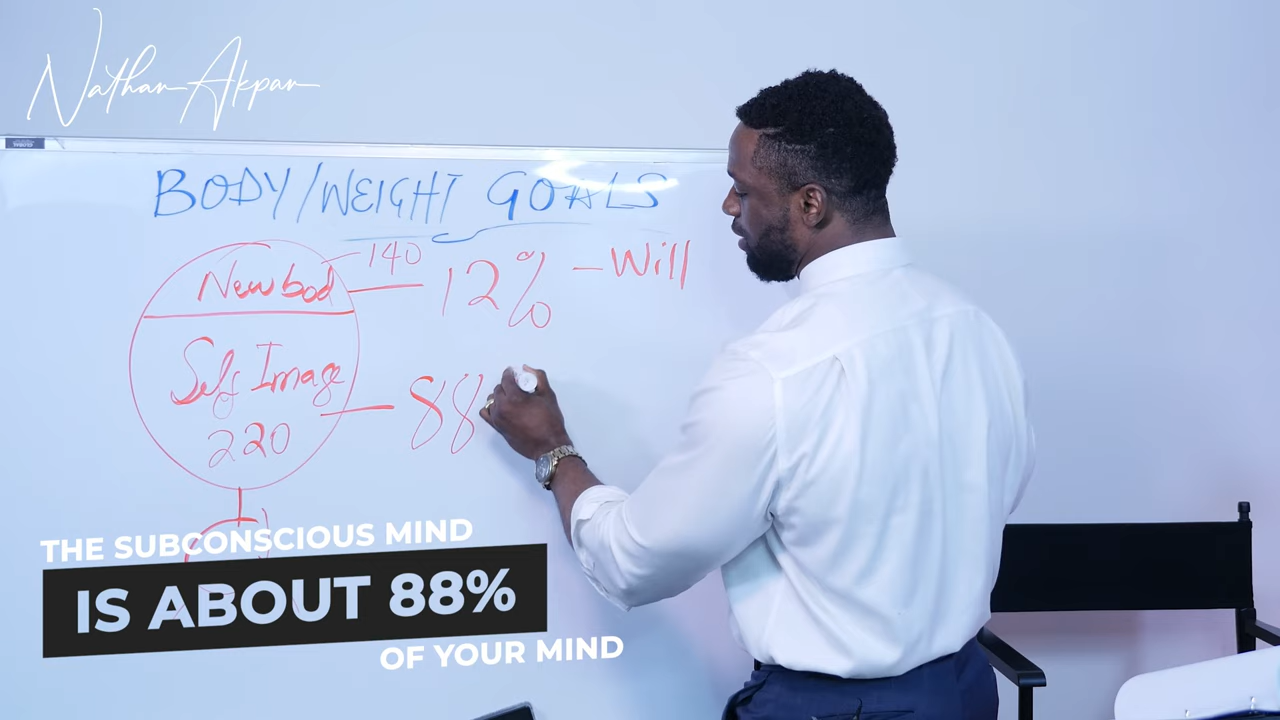 Nathan Akpan
BODY/WEIGHT GOALS
New bod
140
12% - Will
Self Image
220
88
THE SUBCONSCIOUS MIND
IS ABOUT 88%
OF YOUR MIND